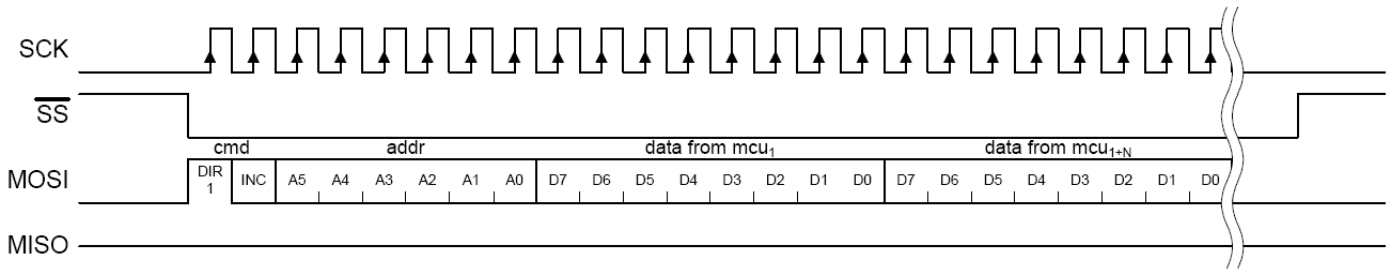 SCK
SS
cmd addr data from mcu1 data from mcu1+N
MOSI DIR 1 INC A5 A4 A3 A2 A1 A0 D7 D6 D5 D4 D3 D2 D1 D0 D7 D6 D5 D4 D3 D2 D1 D0
MISO